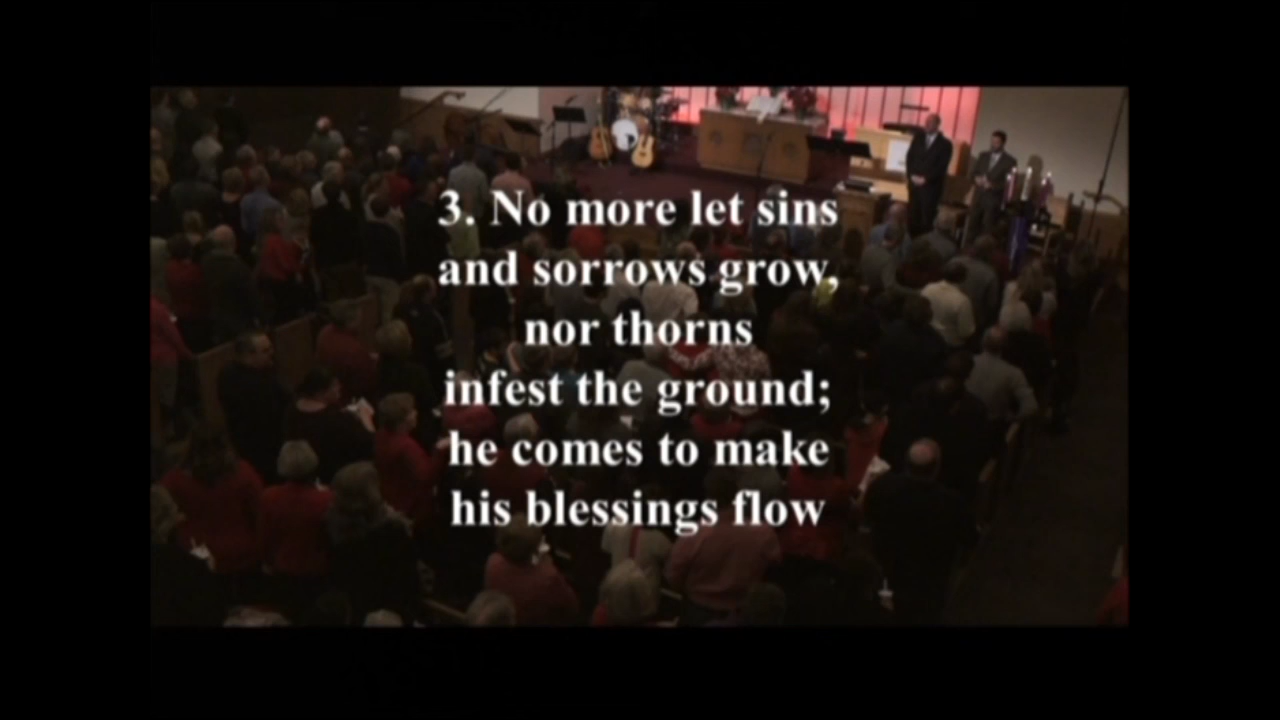 3. No more let sins
and sorrows grow,
nor thorns
infest the ground;
he comes to make
his blessings flow